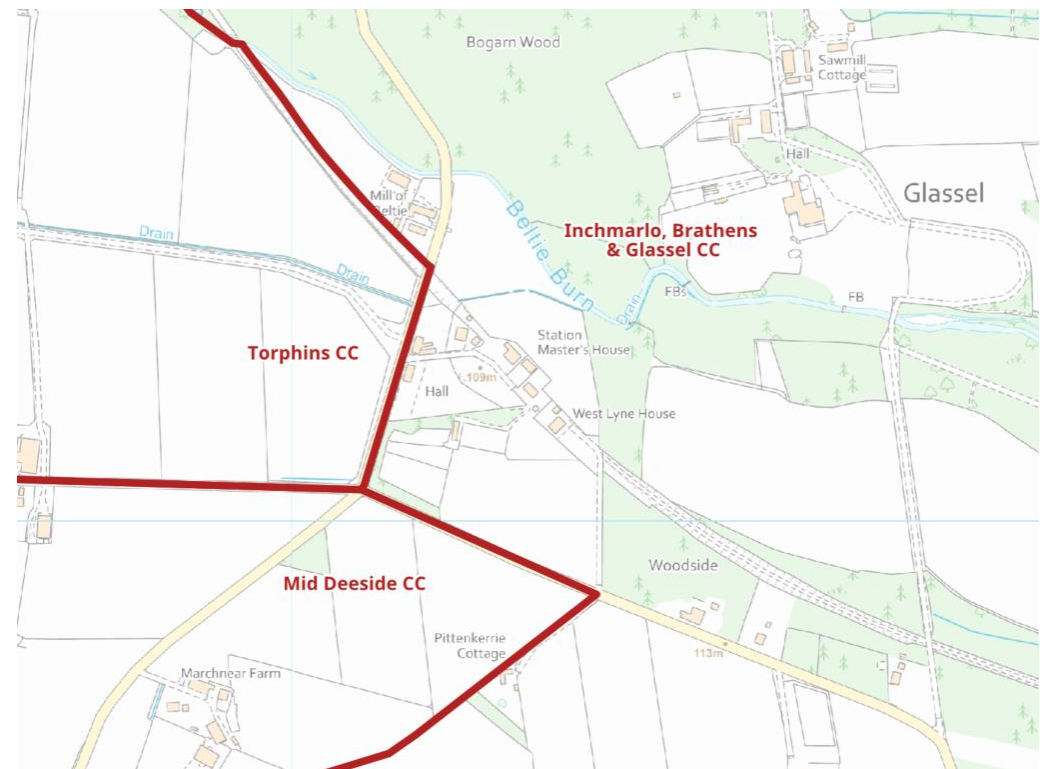 Bogarn Wood
Sawmill
Cottage
Hall
Glassel
Mill of
Beltie
Beltie Burn
Inchmarlo, Brathens
& Glassel CC
Drain
Drain
Drain
FBs
FB
Torphins CC
Station
Master's House
109m
Hall
West Lyne House
Mid Deeside CC
Woodside
Pittenkerrie
Cottage
113m
Marchnear Farm